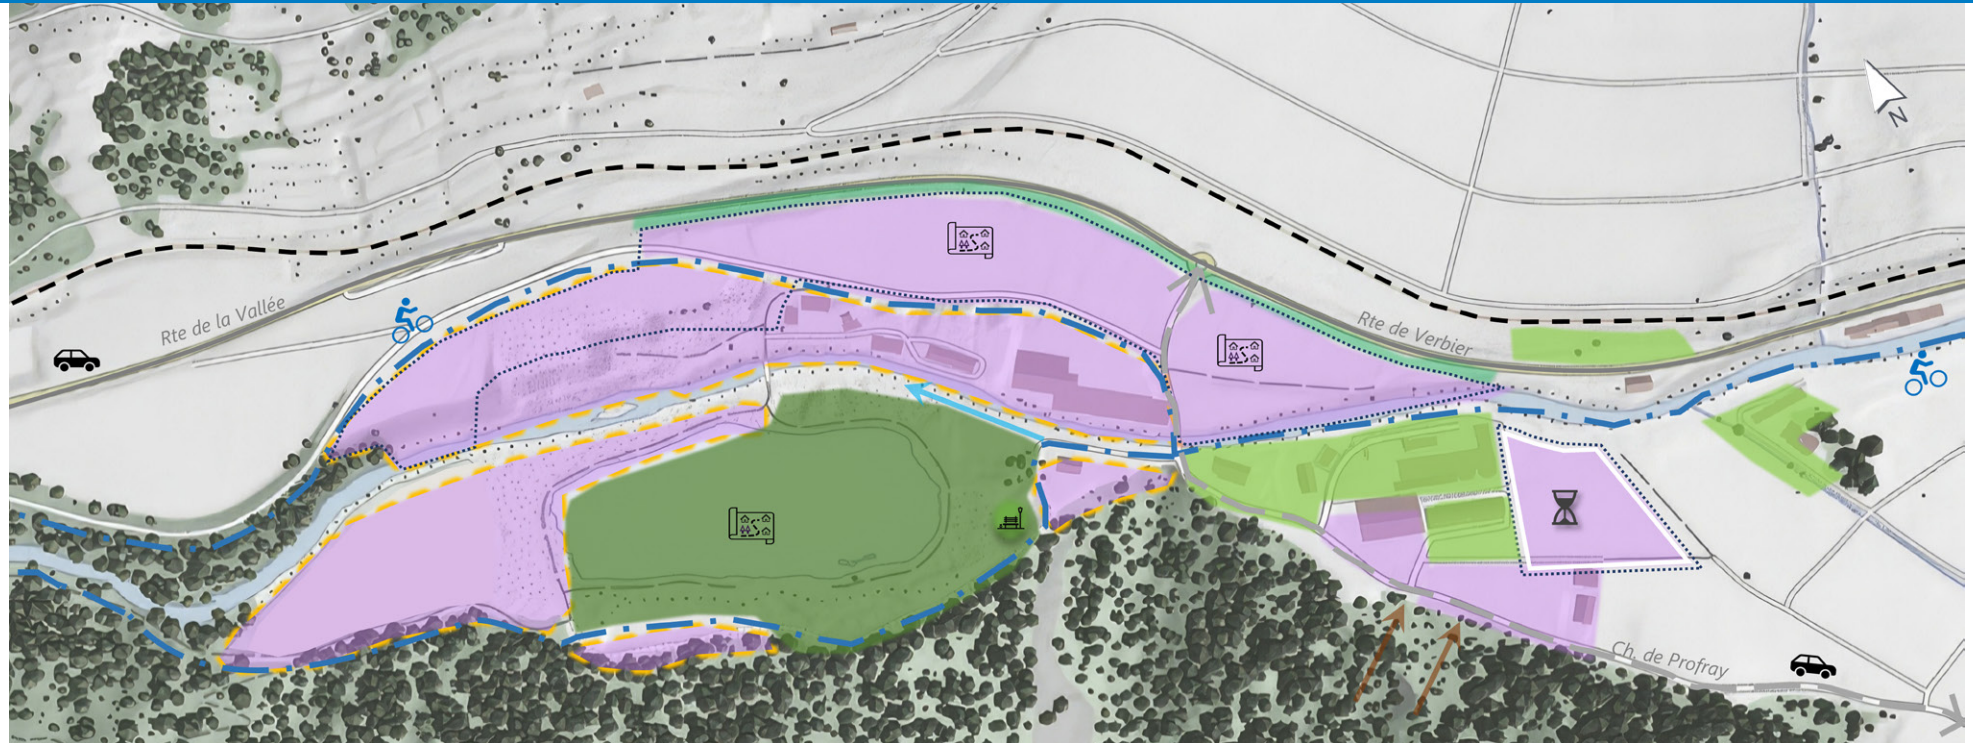 N
Rte de la Vallée
Rte de Verbier
Ch. de Profray